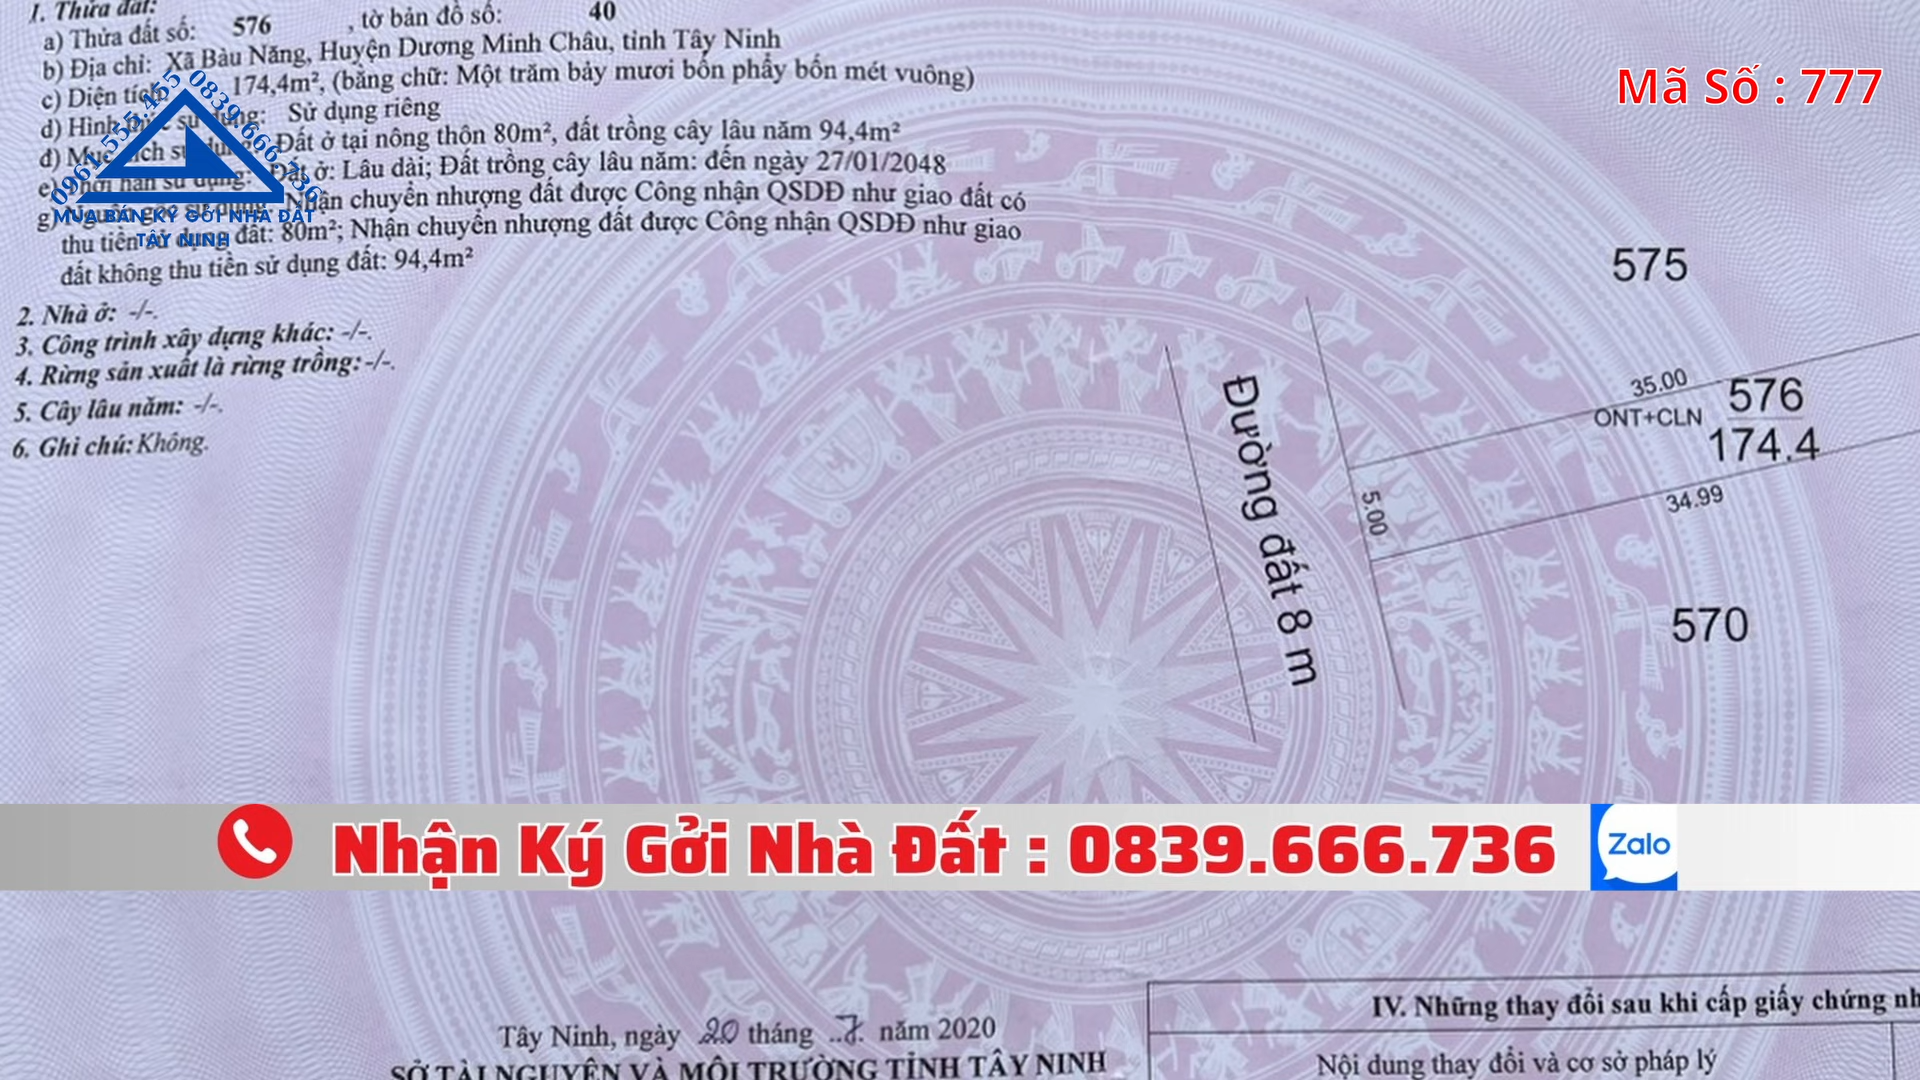 1. Thửa đất:
a) Thửa đất số: 576 , tờ bản đồ số: 40
b) Địa chỉ: Xã Bàu Năng, Huyện Dương Minh Châu, tỉnh Tây Ninh
c) Diện tích: 174,4m², (bằng chữ: Một trăm bảy mươi bốn phẩy bốn mét vuông)
d) Hình thức sử dụng: Sử dụng riêng
đ) Mục đích sử dụng: Đất ở tại nông thôn 80m², đất trồng cây lâu năm 94,4m²
e) Thời hạn sử dụng: Đất ở: Lâu dài; Đất trồng cây lâu năm: đến ngày 27/01/2048
g) Nguồn gốc sử dụng: Nhận chuyển nhượng đất được Công nhận QSDĐ như giao đất có
thu tiền sử dụng đất: 80m²; Nhận chuyển nhượng đất được Công nhận QSDĐ như giao
đất không thu tiền sử dụng đất: 94,4m²
2. Nhà ở: -/-.
3. Công trình xây dựng khác: -/-.
4. Rừng sản xuất là rừng trồng: -/-.
5. Cây lâu năm: -/-.
6. Ghi chú: Không.
0961.555.455 0839.666.736
MUA BÁN KÝ GỞI NHÀ ĐẤT
TÂY NINH
Mã Số : 777
575
35.00
576
ONT+CLN
174.4
34.99
5.00
Đường đất 8 m
570
Nhận Ký Gởi Nhà Đất : 0839.666.736
Zalo
Tây Ninh, ngày 20 tháng ..7. năm 2020
SỞ TÀI NGUYÊN VÀ MÔI TRƯỜNG TỈNH TÂY NINH
IV. Những thay đổi sau khi cấp giấy chứng nh
Nội dung thay đổi và cơ sở pháp lý